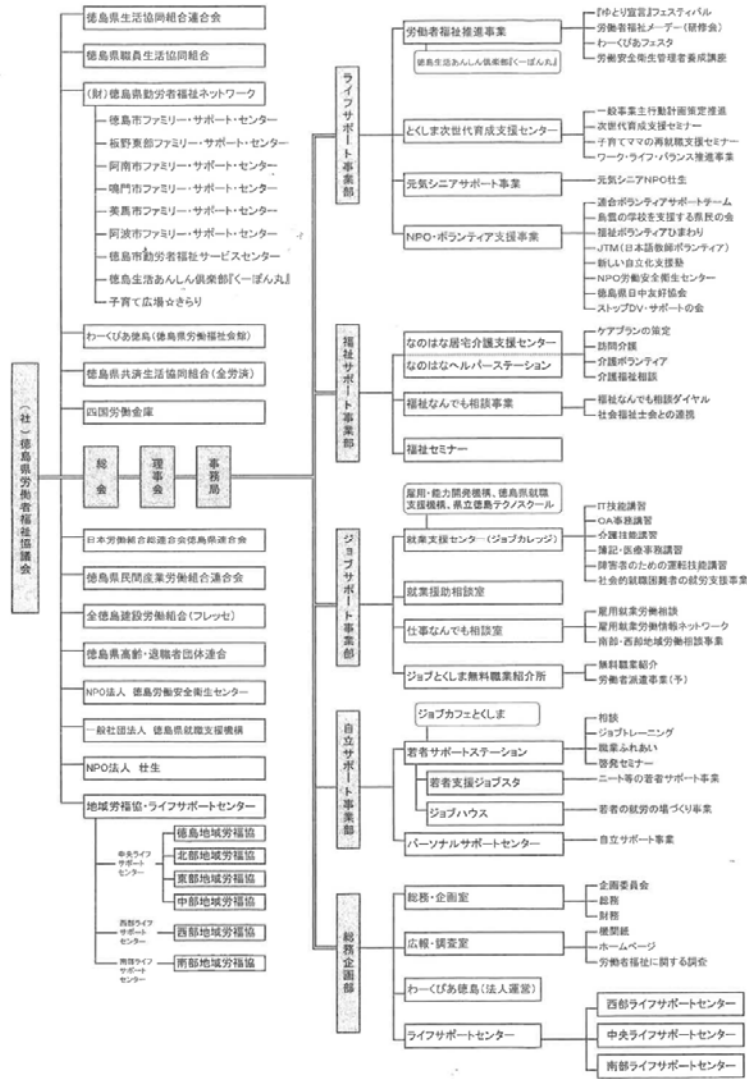 (社)徳島県労働者福祉協議会
徳島県生活協同組合連合会
徳島県職員生活協同組合
(財)徳島県勤労者福祉ネットワーク
徳島市ファミリー・サポート・センター
板野東部ファミリー・サポート・センター
阿南市ファミリー・サポート・センター
鳴門市ファミリー・サポート・センター
美馬市ファミリー・サポート・センター
阿波市ファミリー・サポート・センター
徳島市勤労者福祉サービスセンター
徳島生活あんしん倶楽部『くーぽん丸』
子育て広場☆きらり
わーくぴあ徳島(徳島県労働福祉会館)
徳島県共済生活協同組合(全労済)
四国労働金庫
総会
理事会
事務局
日本労働組合総連合会徳島県連合会
徳島県民間産業労働組合連合会
全徳島建設労働組合(フレッセ)
徳島県高齢・退職者団体連合
NPO法人 徳島労働安全衛生センター
一般社団法人 徳島県就職支援機構
NPO法人 壮生
地域労福協・ライフサポートセンター
中央ライフ
サポート
センター
徳島地域労福協
北部地域労福協
東部地域労福協
中部地域労福協
西部ライフ
サポート
センター
西部地域労福協
南部ライフ
サポート
センター
南部地域労福協
ライフサポート事業部
労働者福祉推進事業
徳島生活あんしん倶楽部『くーぽん丸』
『ゆとり宣言』フェスティバル
労働者福祉メーデー(研修会)
わーくぴあフェスタ
労働安全衛生管理者養成講座
とくしま次世代育成支援センター
一般事業主行動計画策定推進
次世代育成支援セミナー
子育てママの再就職支援セミナー
ワーク・ライフ・バランス推進事業
元気シニアサポート事業
元気シニアNPO壮生
NPO・ボランティア支援事業
連合ボランティアサポートチーム
島雲の学校を支援する県民の会
福祉ボランティアひまわり
JTM(日本語教師ボランティア)
新しい自立化支援塾
NPO労働安全衛生センター
徳島県日中友好協会
ストップDV・サポートの会
福祉サポート事業部
なのはな居宅介護支援センター
なのはなヘルパーステーション
ケアプランの策定
訪問介護
介護ボランティア
介護福祉相談
福祉なんでも相談事業
福祉なんでも相談ダイヤル
社会福祉士会との連携
福祉セミナー
ジョブサポート事業部
雇用・能力開発機構、徳島県就職
支援機構、県立徳島テクノスクール
就業支援センター(ジョブカレッジ)
IT技能講習
OA事務講習
介護技能講習
簿記・医療事務講習
障害者のための運転技能講習
社会的就職困難者の就労支援事業
就業援助相談室
仕事なんでも相談室
雇用就業労働相談
雇用就業労働情報ネットワーク
南部・西部地域労働相談事業
ジョブとくしま無料職業紹介所
無料職業紹介
労働者派遣事業(予)
自立サポート事業部
ジョブカフェとくしま
若者サポートステーション
相談
ジョブトレーニング
職業ふれあい
啓発セミナー
若者支援ジョブスタ
ニート等の若者サポート事業
ジョブハウス
若者の就労の場づくり事業
パーソナルサポートセンター
自立サポート事業
総務企画部
総務・企画室
企画委員会
総務
財務
広報・調査室
機関紙
ホームページ
労働者福祉に関する調査
わーくぴあ徳島(法人運営)
ライフサポートセンター
西部ライフサポートセンター
中央ライフサポートセンター
南部ライフサポートセンター